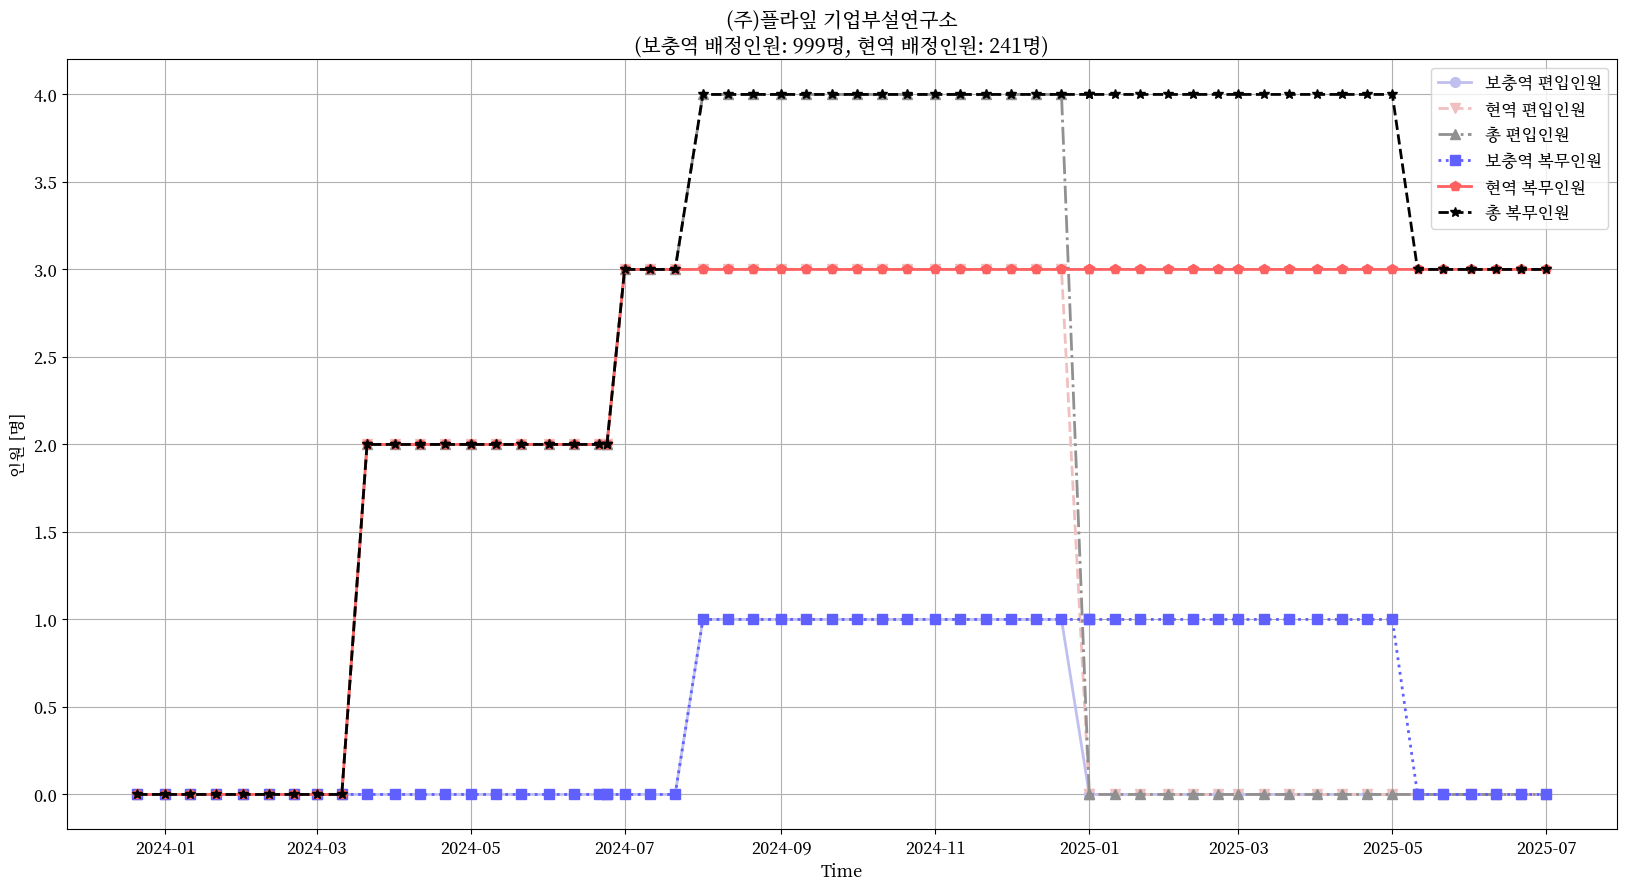 (주)플라잎 기업부설연구소
(보충역 배정인원: 999명, 현역 배정인원: 241명)
보충역 편입인원
현역 편입인원
총 편입인원
보충역 복무인원
현역 복무인원
총 복무인원
4.0
3.5
3.0
2.5
2.0
1.5
1.0
0.5
0.0
인원 [명]
2024-01
2024-03
2024-05
2024-07
2024-09
2024-11
2025-01
2025-03
2025-05
2025-07
Time